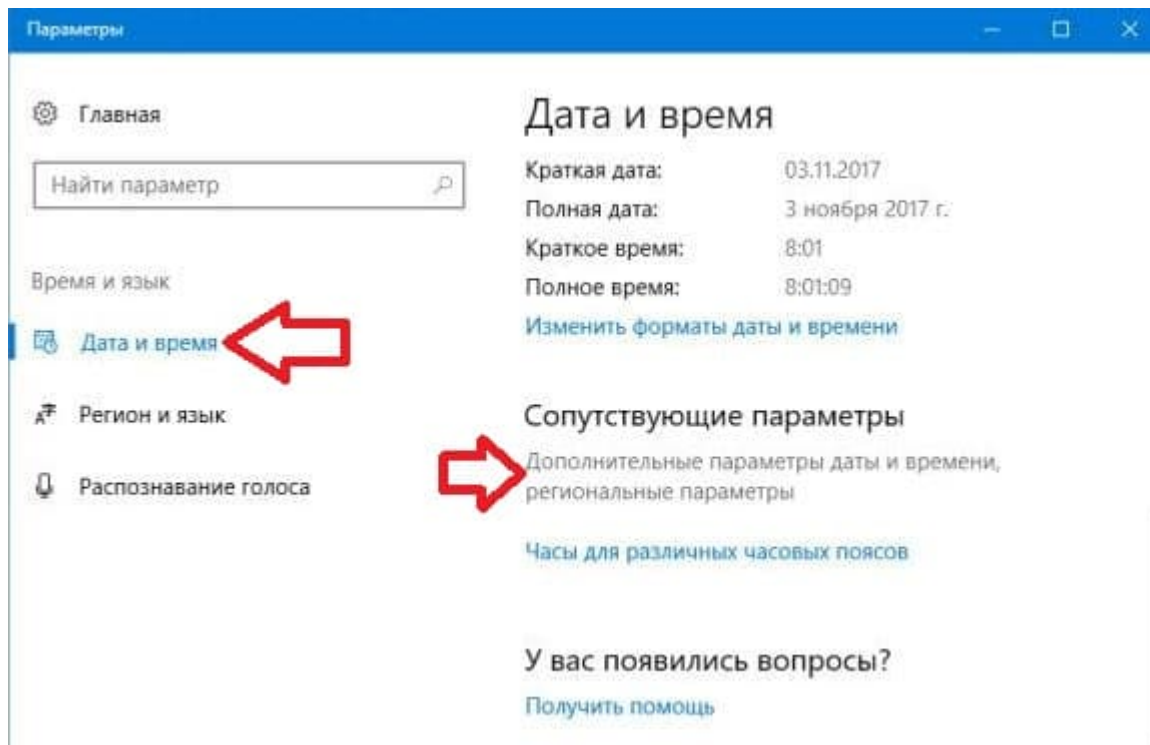 Параметры
Главная
Найти параметр
Время и язык
Дата и время
Регион и язык
Распознавание голоса
Дата и время
Краткая дата: 03.11.2017
Полная дата: 3 ноября 2017 г.
Краткое время: 8:01
Полное время: 8:01:09
Изменить форматы даты и времени
Сопутствующие параметры
Дополнительные параметры даты и времени,
региональные параметры
Часы для различных часовых поясов
У вас появились вопросы?
Получить помощь